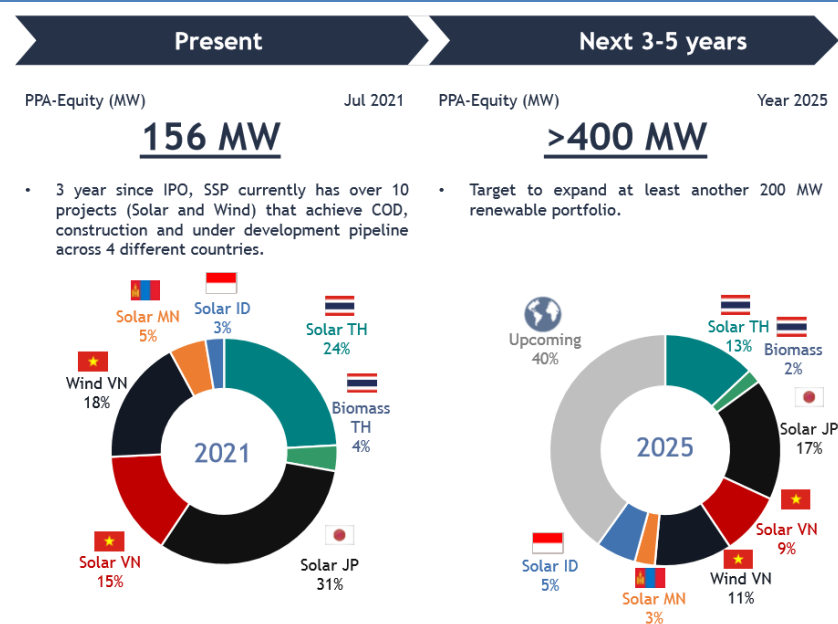 Present
Next 3-5 years
PPA-Equity (MW)
Jul 2021
156 MW
• 3 year since IPO, SSP currently has over 10
projects (Solar and Wind) that achieve COD,
construction and under development pipeline
across 4 different countries.
PPA-Equity (MW)
Year 2025
>400 MW
• Target to expand at least another 200 MW
renewable portfolio.
Solar MN
5%
Solar ID
3%
Solar TH
24%
Biomass
TH
4%
Wind VN
18%
2021
Solar VN
15%
Solar JP
31%
Upcoming
40%
Solar TH
13%
Biomass
2%
Solar JP
17%
2025
Solar VN
9%
Wind VN
11%
Solar MN
3%
Solar ID
5%